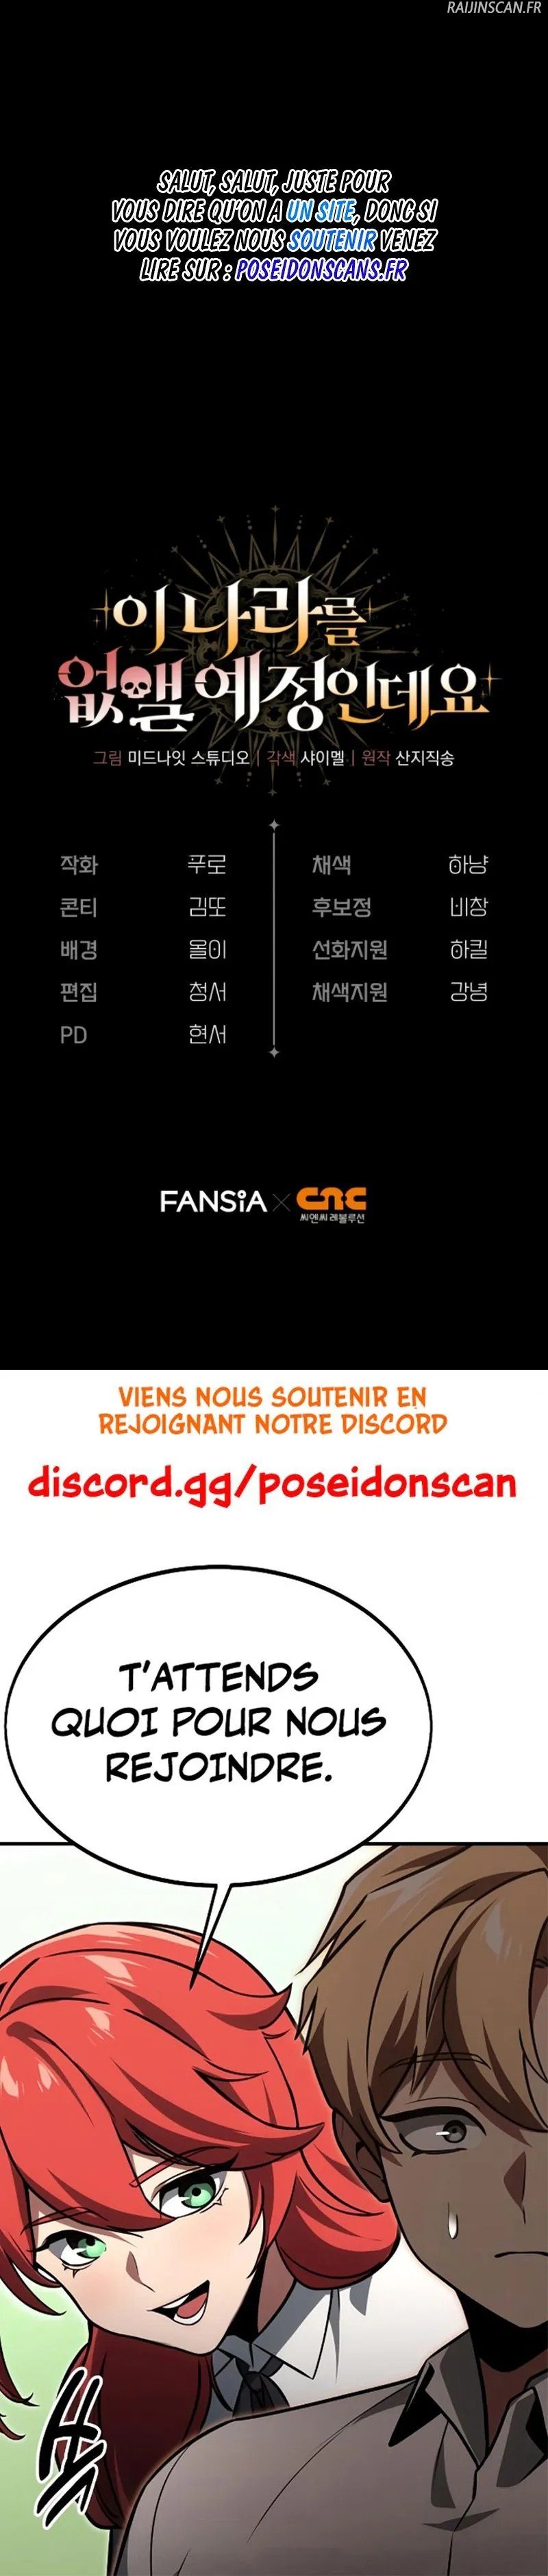 RAIJINSCAN.FR
SALUT, SALUT, JUSTE POUR
VOUS DIRE QU'ON A UN SITE, DONC SI
VOUS VOULEZ NOUS SOUTENIR VENEZ
LIRE SUR : POSEIDONSCANS.FR
이 나라를
없앨 예정인데요
그림 미드나잇 스튜디오 | 각색 샤이멜 | 원작 산지직송
작화 푸로 채색 하냥
콘티 김또 후보정 비창
배경 올이 선화지원 하킬
편집 청서 채색지원 강녕
PD 현서
FANSIA × CRC
씨엔씨 레볼루션
VIENS NOUS SOUTENIR EN
REJOIGNANT NOTRE DISCORD
discord.gg/poseidonscan
T'ATTENDS
QUOI POUR NOUS
REJOINDRE.